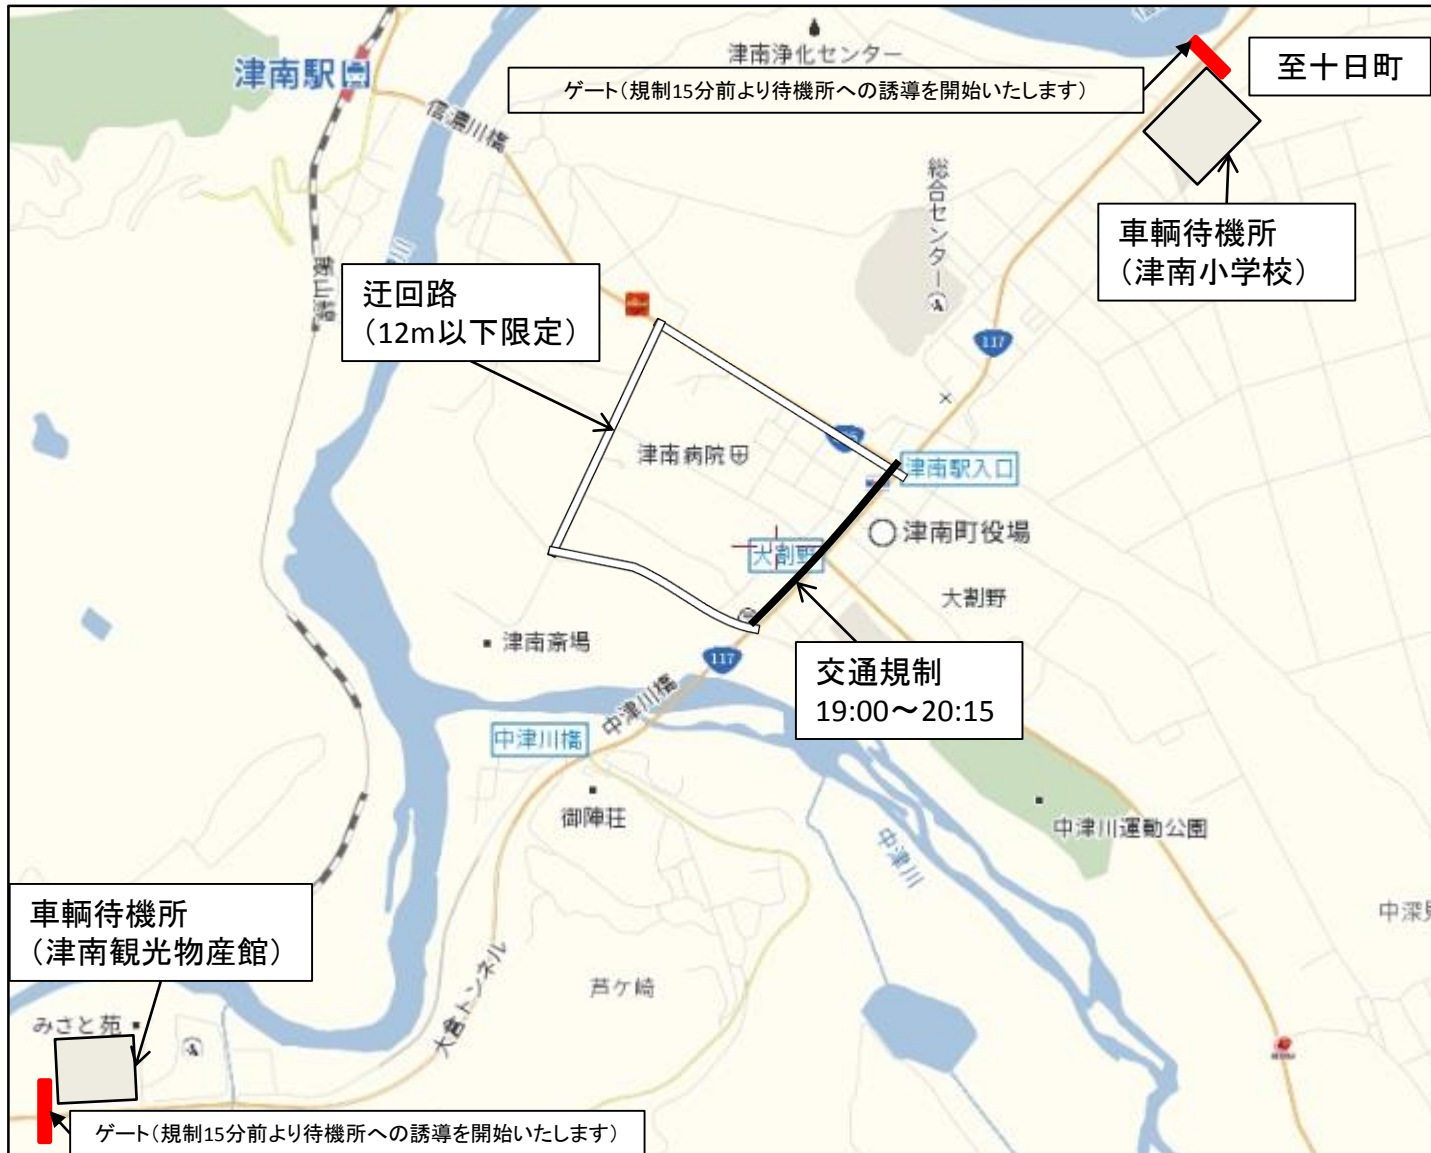 津南浄化センター
至十日町
津南駅
ゲート（規制15分前より待機所への誘導を開始いたします）
信濃川橋
総合センター
車輌待機所
（津南小学校）
飯山線
川
迂回路
（12m以下限定）
117
津南病院
津南駅入口
津南町役場
大割野
大割野
津南斎場
117
交通規制
19:00～20:15
中津川橋
中津川橋
御陣荘
中津川運動公園
中津川
車輌待機所
（津南観光物産館）
中深見
大倉トンネル
芦ケ崎
みさと苑
ゲート（規制15分前より待機所への誘導を開始いたします）